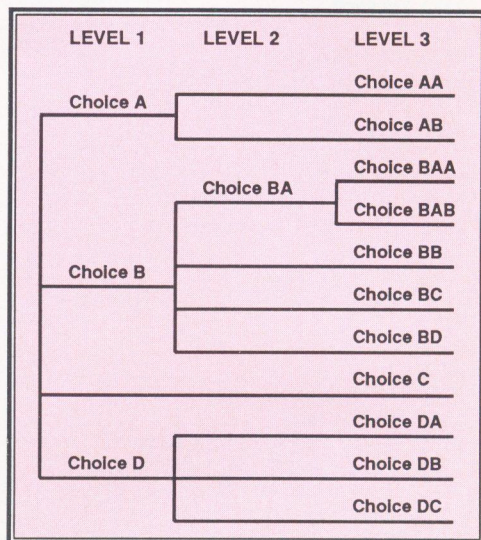 LEVEL 1 LEVEL 2 LEVEL 3
Choice AA
Choice A
Choice AB
Choice BAA
Choice BA
Choice BAB
Choice BB
Choice B
Choice BC
Choice BD
Choice C
Choice DA
Choice D
Choice DB
Choice DC